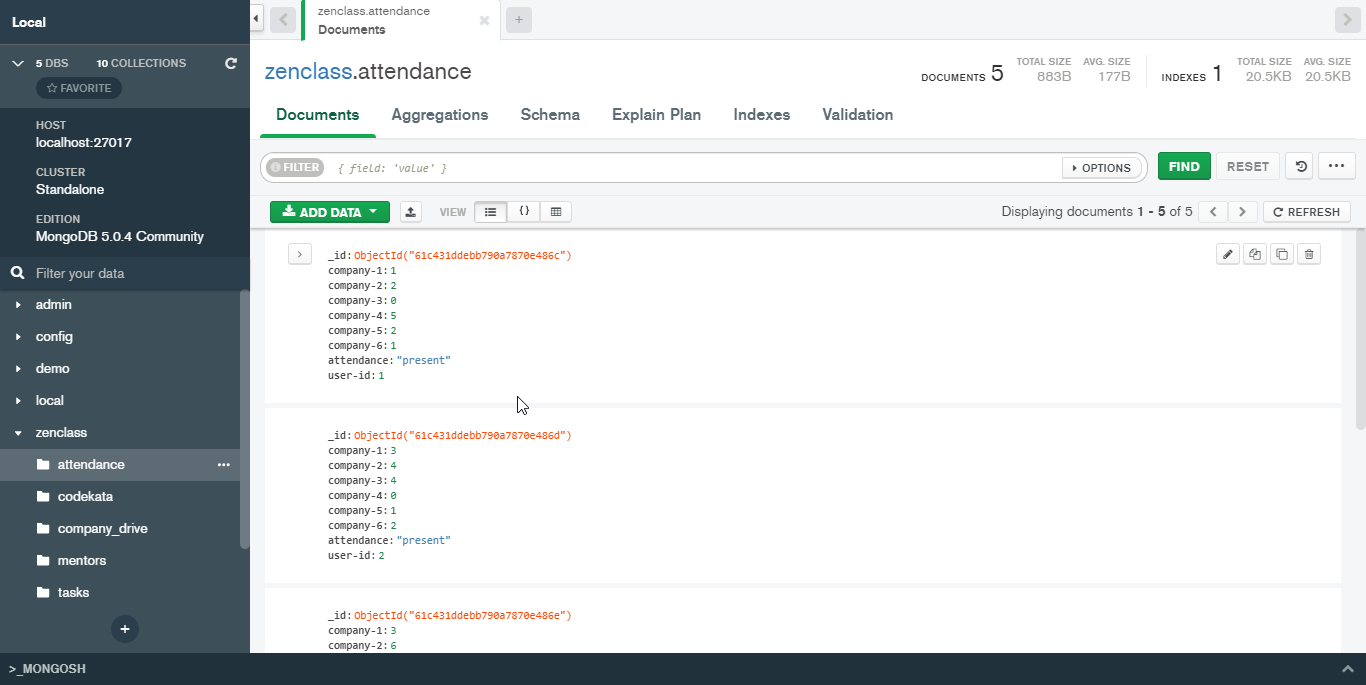 Local
5 DBS 10 COLLECTIONS
FAVORITE
HOST
localhost:27017
CLUSTER
Standalone
EDITION
MongoDB 5.0.4 Community
Filter your data
admin
config
demo
local
zenclass
attendance
codekata
company_drive
mentors
tasks
+
zenclass.attendance
Documents
zenclass.attendance
DOCUMENTS 5 TOTAL SIZE 883B AVG. SIZE 177B INDEXES 1 TOTAL SIZE 20.5KB AVG. SIZE 20.5KB
Documents Aggregations Schema Explain Plan Indexes Validation
FILTER { field: 'value' } OPTIONS FIND RESET ...
ADD DATA VIEW {} Displaying documents 1 - 5 of 5 < > REFRESH
_id: ObjectId("61c431ddebb790a7870e486c")
company-1: 1
company-2: 2
company-3: 0
company-4: 5
company-5: 2
company-6: 1
attendance: "present"
user-id: 1
_id: ObjectId("61c431ddebb790a7870e486d")
company-1: 3
company-2: 4
company-3: 4
company-4: 0
company-5: 1
company-6: 2
attendance: "present"
user-id: 2
_id: ObjectId("61c431ddebb790a7870e486e")
company-1: 3
company-2: 6
>_MONGOSH